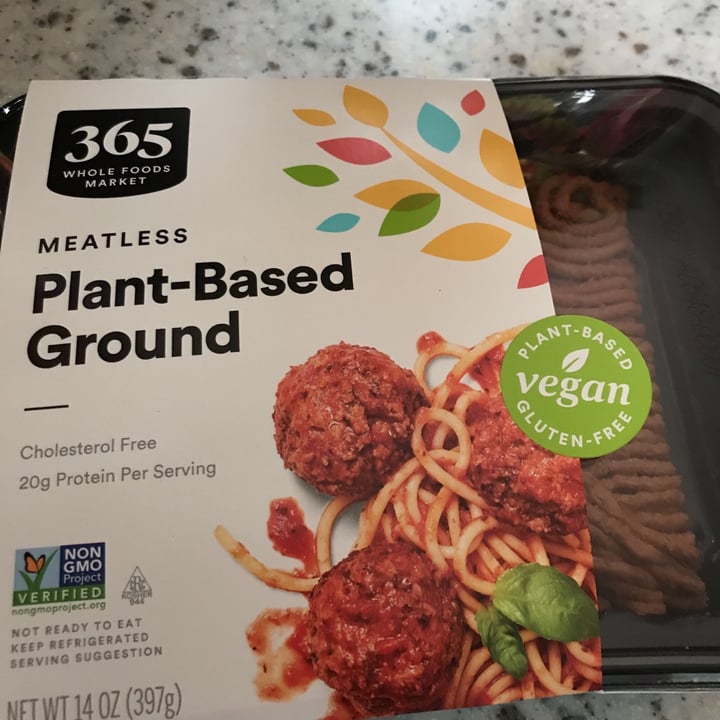 365
WHOLE FOODS
MARKET
MEATLESS
Plant-Based
Ground
Cholesterol Free
20g Protein Per Serving
PLANT-BASED
vegan
GLUTEN-FREE
NON
GMO
Project
VERIFIED
nongmoproject.org
KOSHER
944
NOT READY TO EAT
KEEP REFRIGERATED
SERVING SUGGESTION
NET WT 14 OZ (397g)